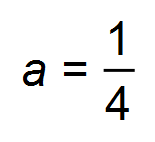 a = 1/4